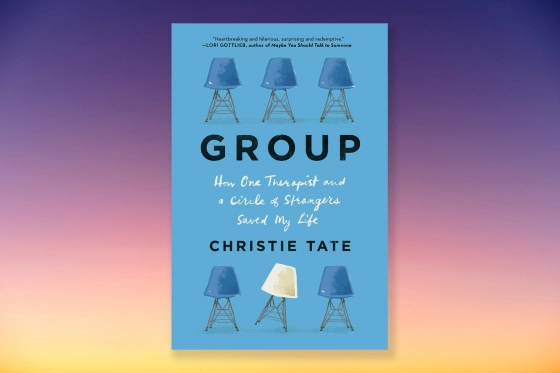 "Heartbreaking and hilarious, surprising and redemptive."
—LORI GOTTLIEB, author of Maybe You Should Talk to Someone
GROUP
How One Therapist and
a Circle of Strangers
Saved My Life
CHRISTIE TATE